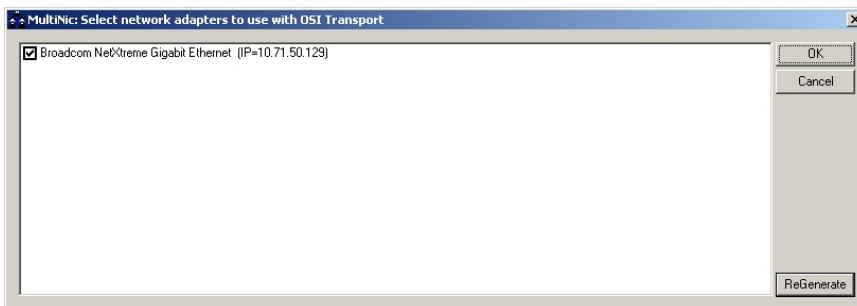 MultiNic: Select network adapters to use with OSI Transport
Broadcom NetXtreme Gigabit Ethernet (IP=10.71.50.129)
OK
Cancel
ReGenerate